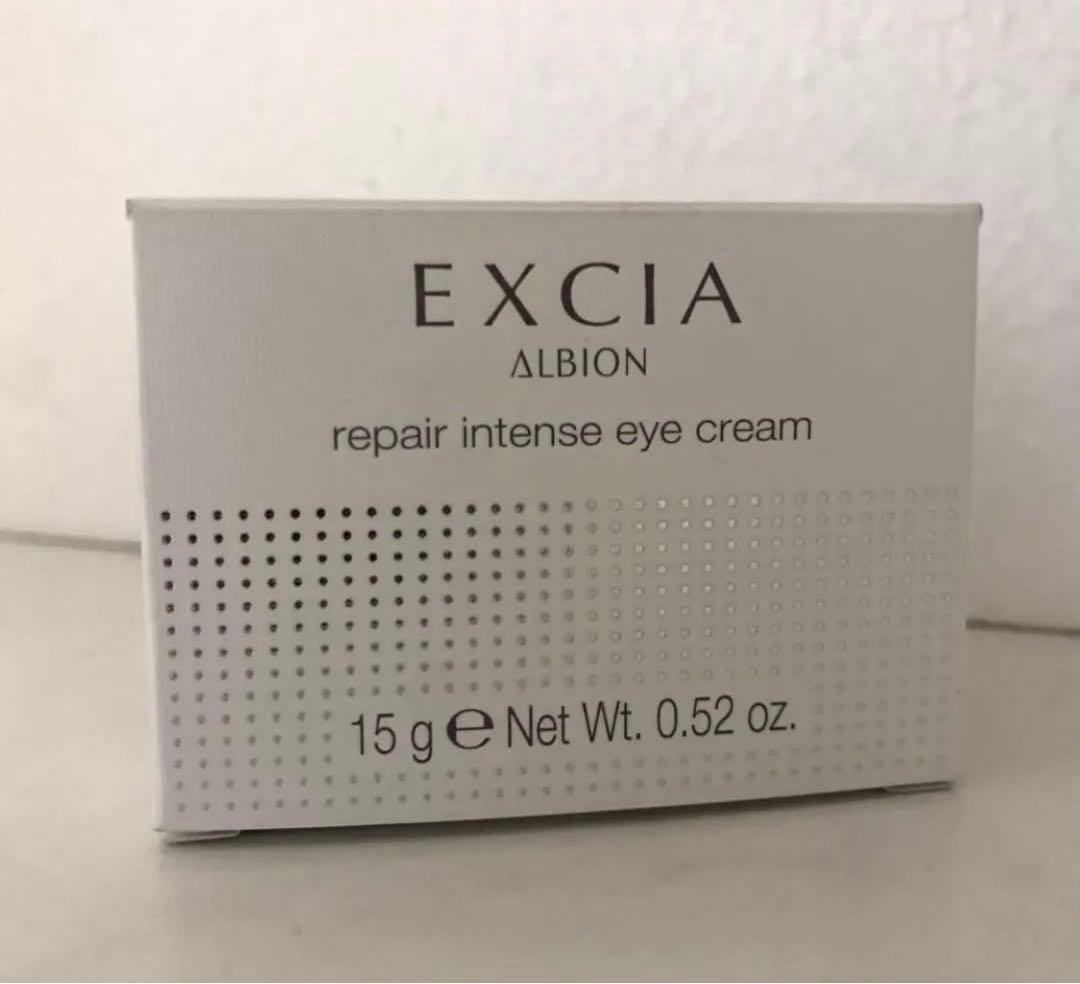 EXCIA
ALBION
repair intense eye cream
15 g ℮ Net Wt. 0.52 oz.